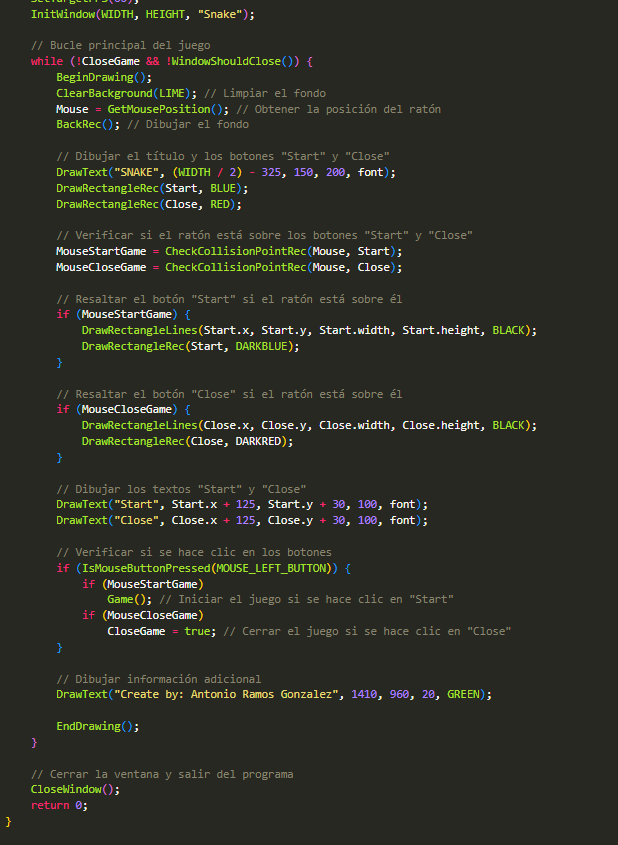 InitWindow(WIDTH, HEIGHT, "Snake");
// Bucle principal del juego
while (!CloseGame && !WindowShouldClose()) {
BeginDrawing();
ClearBackground(LIME); // Limpiar el fondo
Mouse = GetMousePosition(); // Obtener la posición del ratón
BackRec(); // Dibujar el fondo
// Dibujar el título y los botones "Start" y "Close"
DrawText("SNAKE", (WIDTH / 2) - 325, 150, 200, font);
DrawRectangleRec(Start, BLUE);
DrawRectangleRec(Close, RED);
// Verificar si el ratón está sobre los botones "Start" y "Close"
MouseStartGame = CheckCollisionPointRec(Mouse, Start);
MouseCloseGame = CheckCollisionPointRec(Mouse, Close);
// Resaltar el botón "Start" si el ratón está sobre él
if (MouseStartGame) {
DrawRectangleLines(Start.x, Start.y, Start.width, Start.height, BLACK);
DrawRectangleRec(Start, DARKBLUE);
}
// Resaltar el botón "Close" si el ratón está sobre él
if (MouseCloseGame) {
DrawRectangleLines(Close.x, Close.y, Close.width, Close.height, BLACK);
DrawRectangleRec(Close, DARKRED);
}
// Dibujar los textos "Start" y "Close"
DrawText("Start", Start.x + 125, Start.y + 30, 100, font);
DrawText("Close", Close.x + 125, Close.y + 30, 100, font);
// Verificar si se hace clic en los botones
if (IsMouseButtonPressed(MOUSE_LEFT_BUTTON)) {
if (MouseStartGame)
Game(); // Iniciar el juego si se hace clic en "Start"
if (MouseCloseGame)
CloseGame = true; // Cerrar el juego si se hace clic en "Close"
}
// Dibujar información adicional
DrawText("Create by: Antonio Ramos Gonzalez", 1410, 960, 20, GREEN);
EndDrawing();
}
// Cerrar la ventana y salir del programa
CloseWindow();
return 0;
}